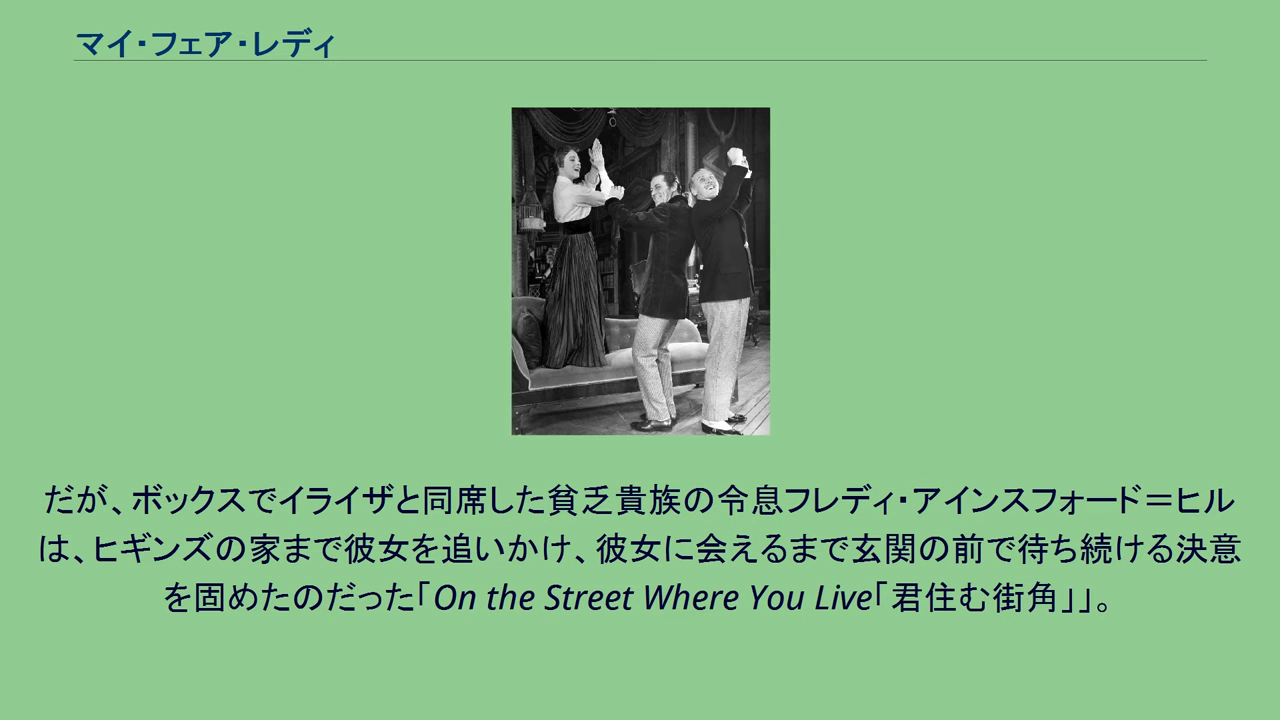 マイ・フェア・レディ
だが、ボックスでイライザと同席した貧乏貴族の令息フレディ・アインスフォード＝ヒル
は、ヒギンズの家まで彼女を追いかけ、彼女に会えるまで玄関の前で待ち続ける決意
を固めたのだった「On the Street Where You Live「君住む街角」」。